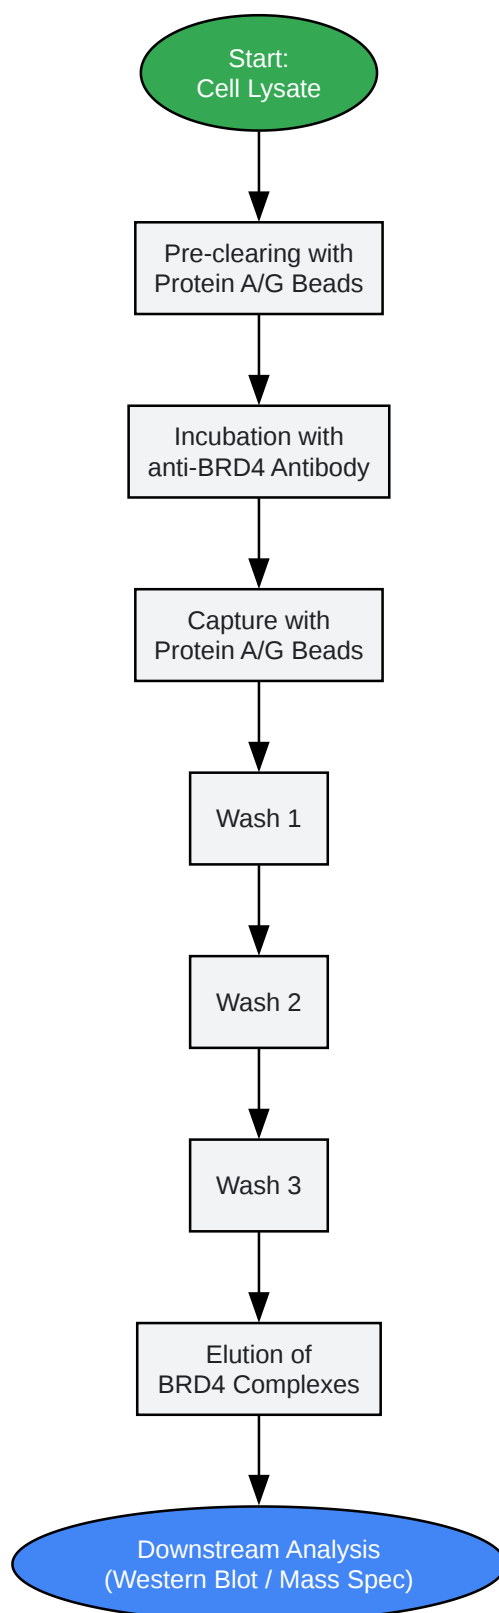 Start:
Cell Lysate
Pre-clearing with
Protein A/G Beads
Incubation with
anti-BRD4 Antibody
Capture with
Protein A/G Beads
Wash 1
Wash 2
Wash 3
Elution of
BRD4 Complexes
Downstream Analysis
(Western Blot / Mass Spec)